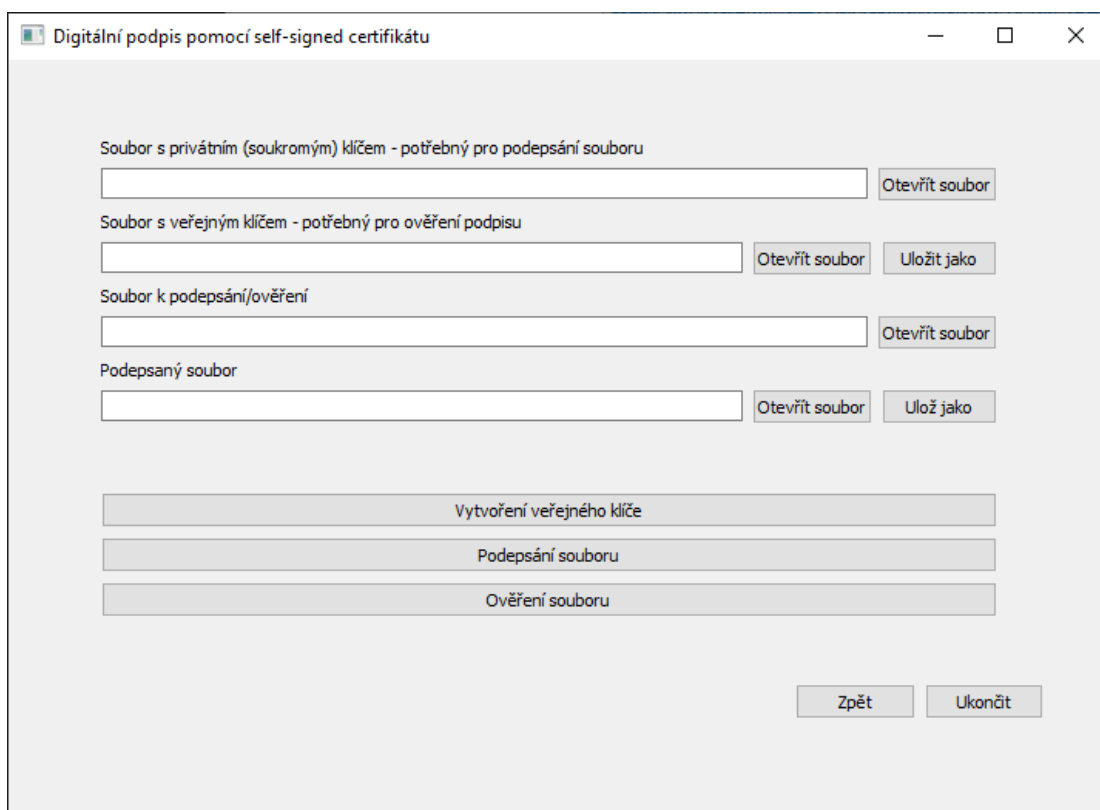 Digitální podpis pomocí self-signed certifikátu
Soubor s privátním (soukromým) klíčem - potřebný pro podepsání souboru
Otevřít soubor
Soubor s veřejným klíčem - potřebný pro ověření podpisu
Otevřít soubor Uložit jako
Soubor k podepsání/ověření
Otevřít soubor
Podepsaný soubor
Otevřít soubor Ulož jako
Vytvoření veřejného klíče
Podepsání souboru
Ověření souboru
Zpět Ukončit